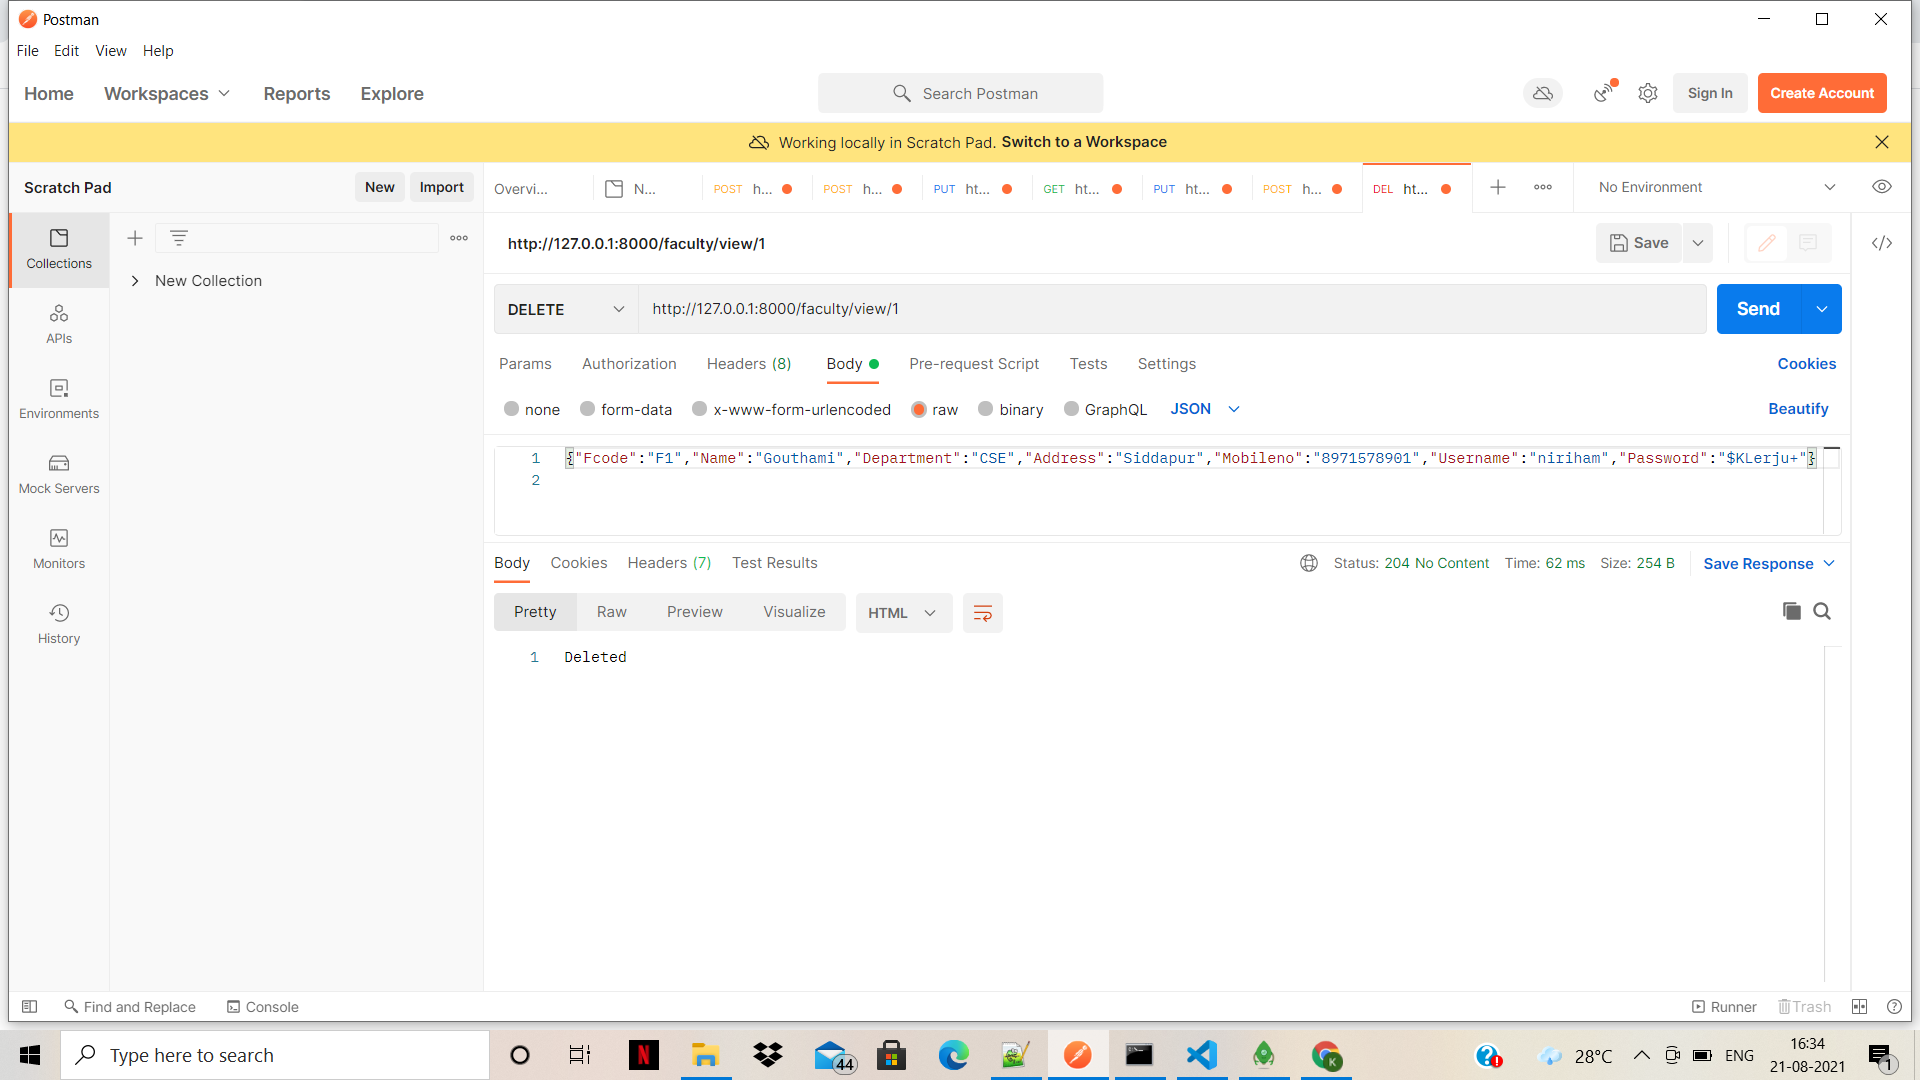 Postman
File Edit View Help
Home Workspaces Reports Explore Search Postman Sign In Create Account
Working locally in Scratch Pad. Switch to a Workspace
Scratch Pad New Import Overvi... N... POST h... POST h... PUT ht... GET ht... PUT ht... POST h... DEL ht... No Environment
Collections
New Collection
APIs
Environments
Mock Servers
Monitors
History
http://127.0.0.1:8000/faculty/view/1 Save
DELETE http://127.0.0.1:8000/faculty/view/1 Send
Params Authorization Headers (8) Body Pre-request Script Tests Settings Cookies
none form-data x-www-form-urlencoded raw binary GraphQL JSON Beautify
1 {"Fcode":"F1","Name":"Gouthami","Department":"CSE","Address":"Siddapur","Mobileno":"8971578901","Username":"niriham","Password":"$KLerju+"}
2
Body Cookies Headers (7) Test Results Status: 204 No Content Time: 62 ms Size: 254 B Save Response
Pretty Raw Preview Visualize HTML
1 Deleted
Find and Replace Console Runner Trash
Type here to search 44 28°C ENG 16:34
21-08-2021 1